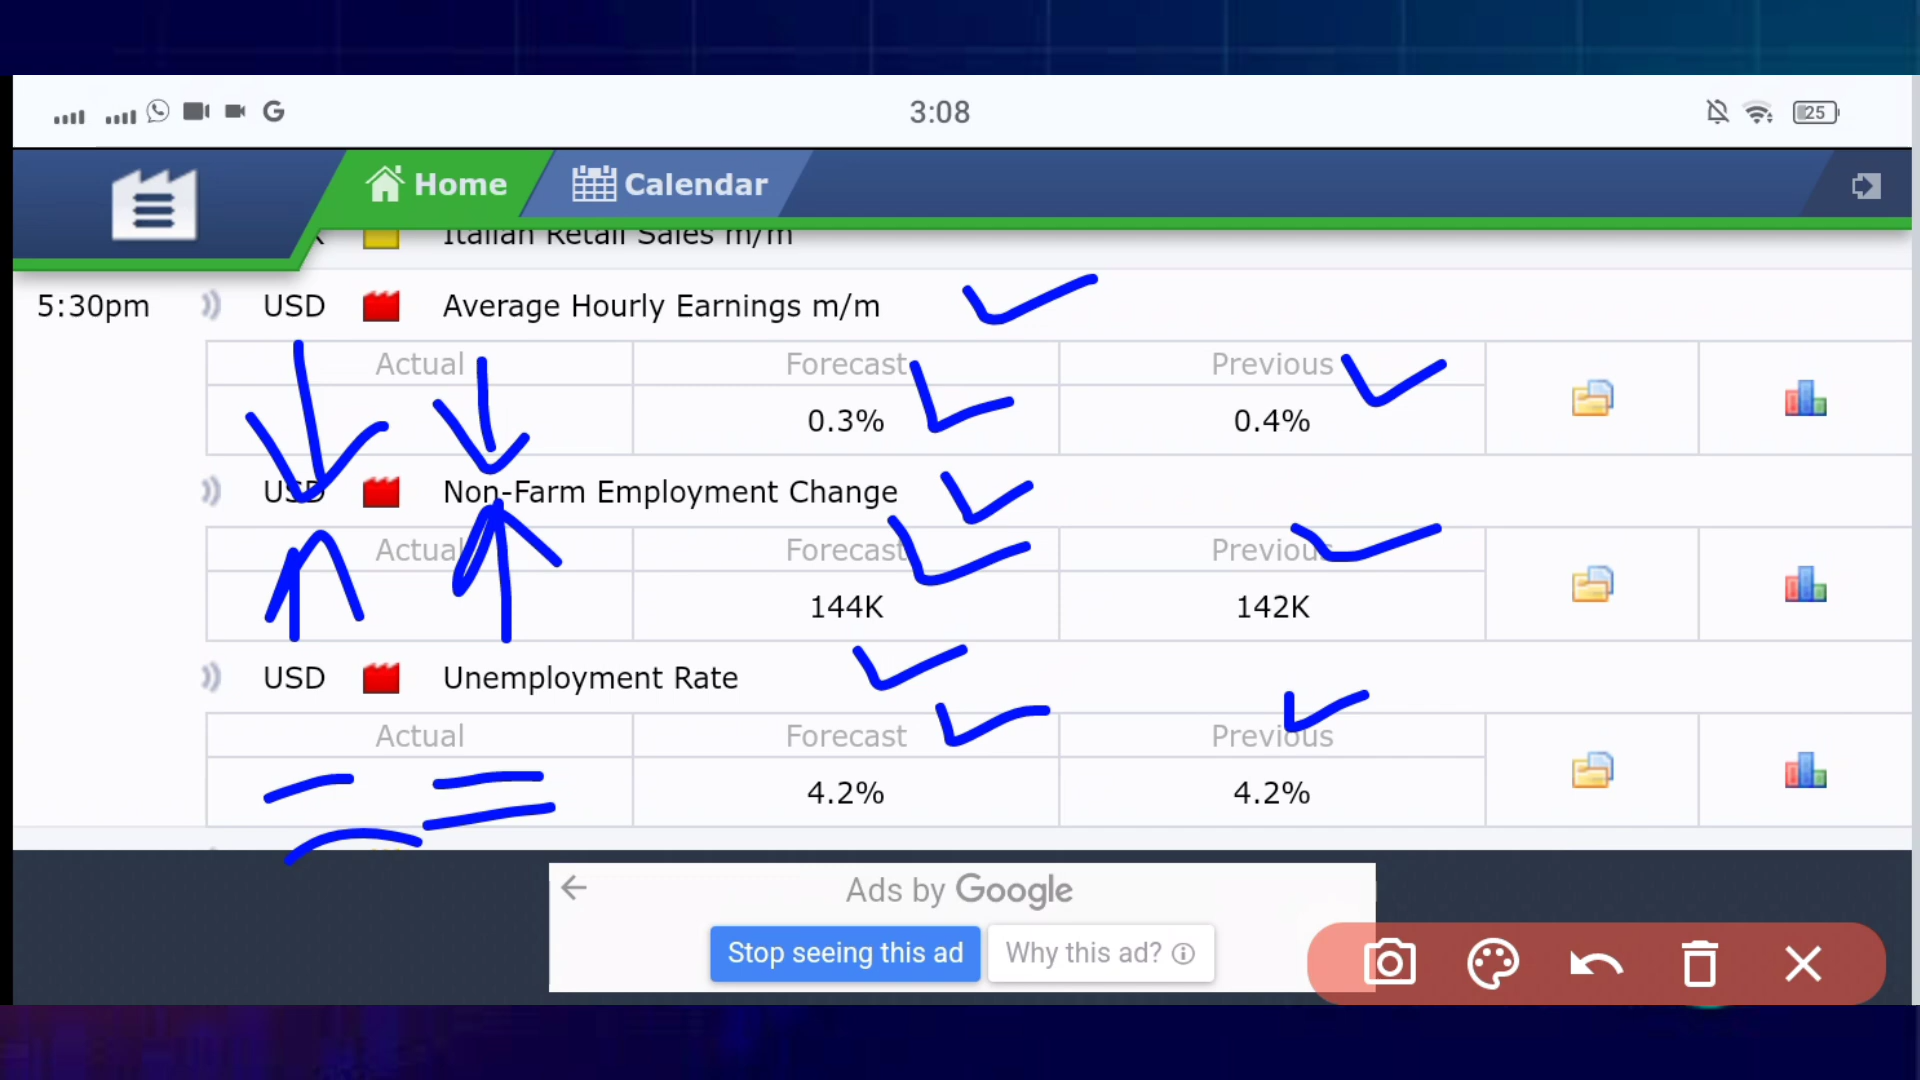 3:08
25
Home Calendar
Italian Retail Sales m/m
5:30pm USD Average Hourly Earnings m/m
Actual Forecast Previous
0.3% 0.4%
USD Non-Farm Employment Change
Actual Forecast Previous
144K 142K
USD Unemployment Rate
Actual Forecast Previous
4.2% 4.2%
Ads by Google
Stop seeing this ad Why this ad?